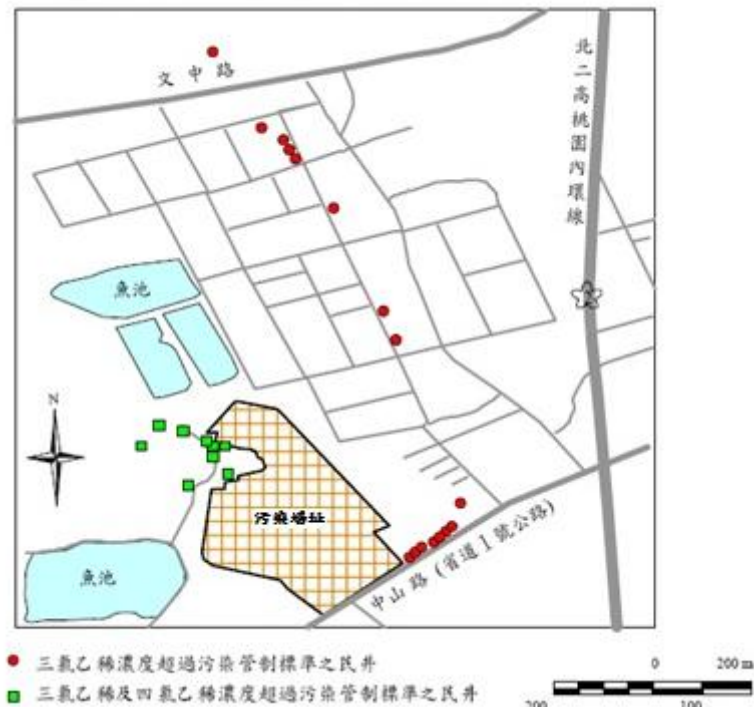 文中路
北二高桃園內環線
魚池
N
污染場址
魚池
中山路(省道1號公路)
三氯乙稀濃度超過污染管制標準之民井
三氯乙稀及四氯乙稀濃度超過污染管制標準之民井
0 200 m
200 100